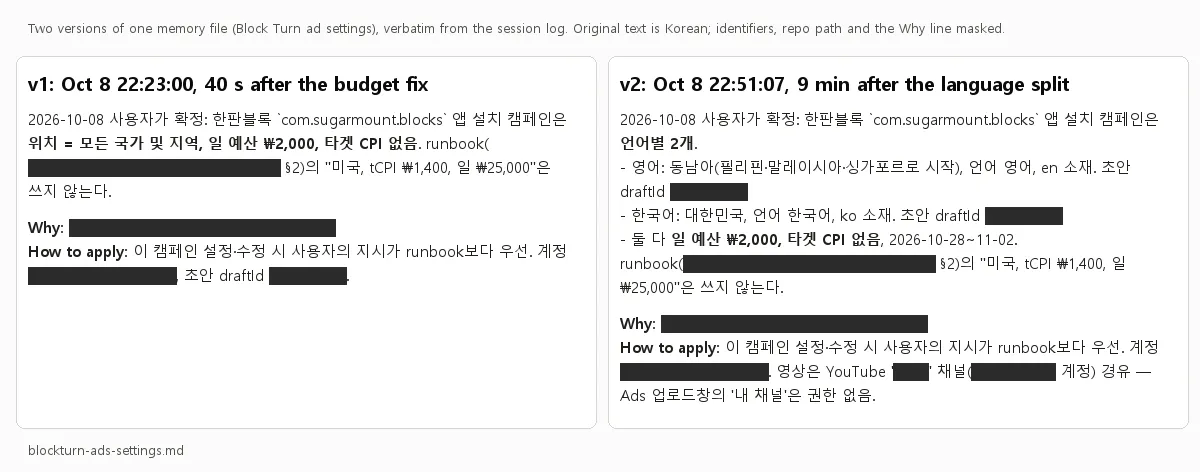 Two versions of one memory file (Block Turn ad settings), verbatim from the session log. Original text is Korean; identifiers, repo path and the Why line masked.
v1: Oct 8 22:23:00, 40 s after the budget fix
2026-10-08 사용자가 확정: 한판블록 `com.sugarmount.blocks` 앱 설치 캠페인은
위치 = 모든 국가 및 지역, 일 예산 ₩2,000, 타겟 CPI 없음. runbook(
§2)의 "미국, tCPI ₩1,400, 일 ₩25,000"은
쓰지 않는다.
Why:
How to apply: 이 캠페인 설정·수정 시 사용자의 지시가 runbook보다 우선. 계정
, 초안 draftId .
v2: Oct 8 22:51:07, 9 min after the language split
2026-10-08 사용자가 확정: 한판블록 `com.sugarmount.blocks` 앱 설치 캠페인은
언어별 2개.
- 영어: 동남아(필리핀·말레이시아·싱가포르로 시작), 언어 영어, en 소재. 초안
draftId
- 한국어: 대한민국, 언어 한국어, ko 소재. 초안 draftId
- 둘 다 일 예산 ₩2,000, 타겟 CPI 없음, 2026-10-28~11-02.
runbook( §2)의 "미국, tCPI ₩1,400, 일
₩25,000"은 쓰지 않는다.
Why:
How to apply: 이 캠페인 설정·수정 시 사용자의 지시가 runbook보다 우선. 계정
. 영상은 YouTube ' ' 채널( 계정) 경유 —
Ads 업로드창의 '내 채널'은 권한 없음.
blockturn-ads-settings.md